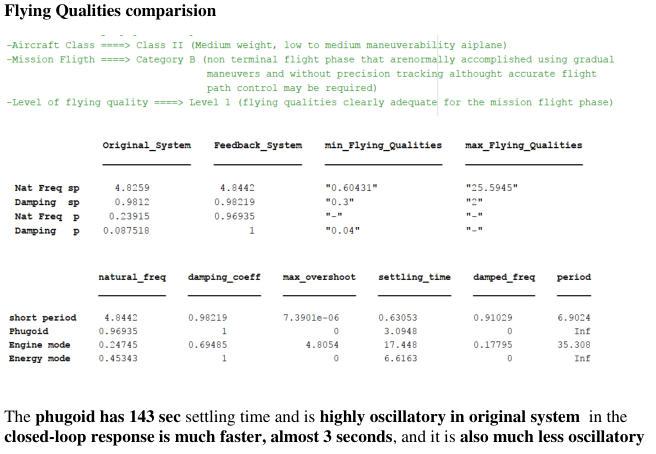 Flying Qualities comparision
-Aircraft Class ====> Class II (Medium weight, low to medium maneuverability aiplane)
-Mission Fligth ====> Category B (non terminal flight phase that arenormally accomplished using gradual
maneuvers and without precision tracking althought accurate flight
path control may be required)
-Level of flying quality ====> Level 1 (flying qualities clearly adequate for the mission flight phase)
Original_System Feedback_System min_Flying_Qualities max_Flying_Qualities
Nat Freq sp 4.8259 4.8442 "0.60431" "25.5945"
Damping sp 0.9812 0.98219 "0.3" "2"
Nat Freq p 0.23915 0.96935 "-" "-"
Damping p 0.087518 1 "0.04" "-"
natural_freq damping_coeff max_overshoot settling_time damped_freq period
short period 4.8442 0.98219 7.3901e-06 0.63053 0.91029 6.9024
Phugoid 0.96935 1 0 3.0948 0 Inf
Engine mode 0.24745 0.69485 4.8054 17.448 0.17795 35.308
Energy mode 0.45343 1 0 6.6163 0 Inf
The phugoid has 143 sec settling time and is highly oscillatory in original system in the
closed-loop response is much faster, almost 3 seconds, and it is also much less oscillatory